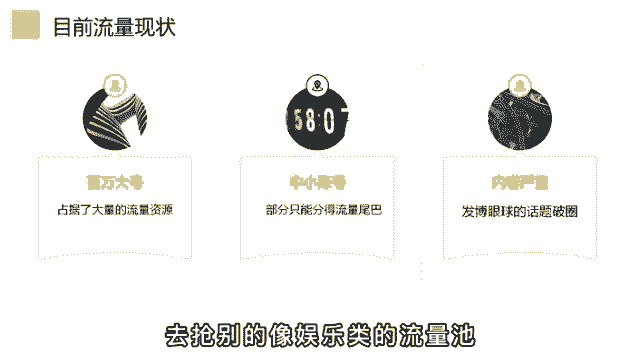 目前流量现状
58:07
百万大号
占据了大量的流量资源
中小账号
部分只能分得流量尾巴
内卷严重
发博眼球的话题破圈
去抢别的像娱乐类的流量池